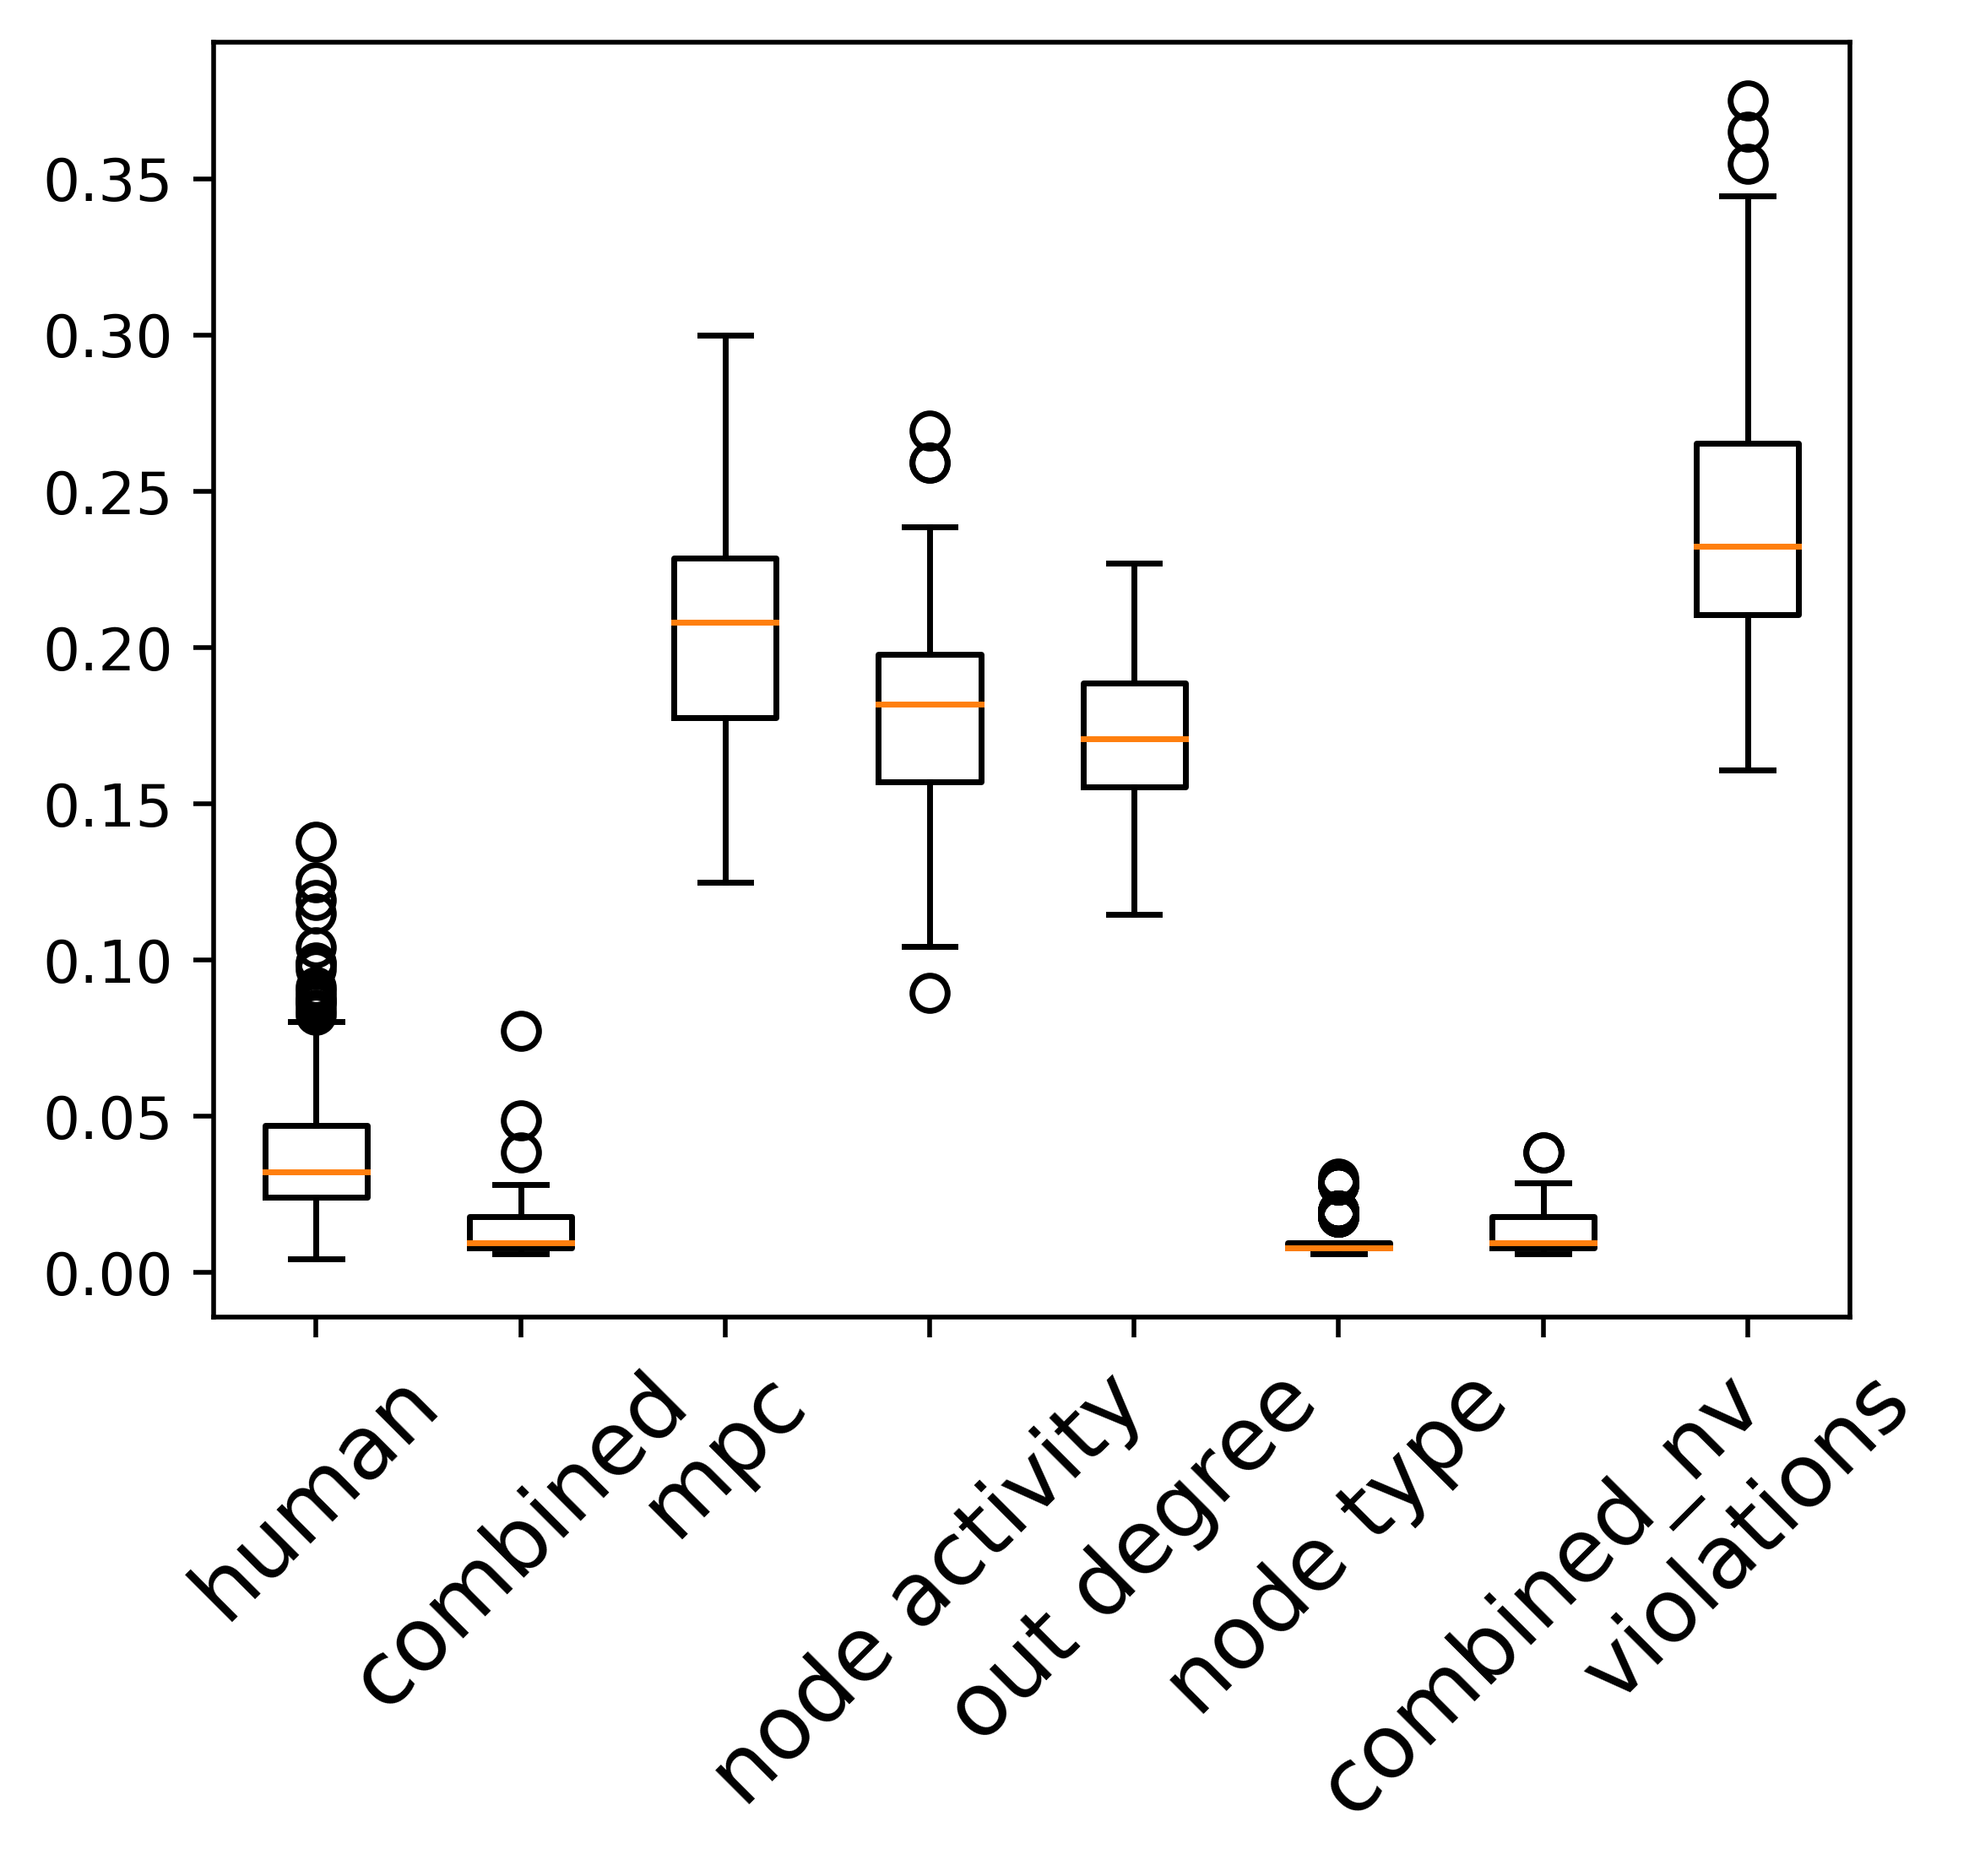 0.35
0.30
0.25
0.20
0.15
0.10
0.05
0.00
human
combined
mpc
node activity
out degree
node type
combined_nv
violations